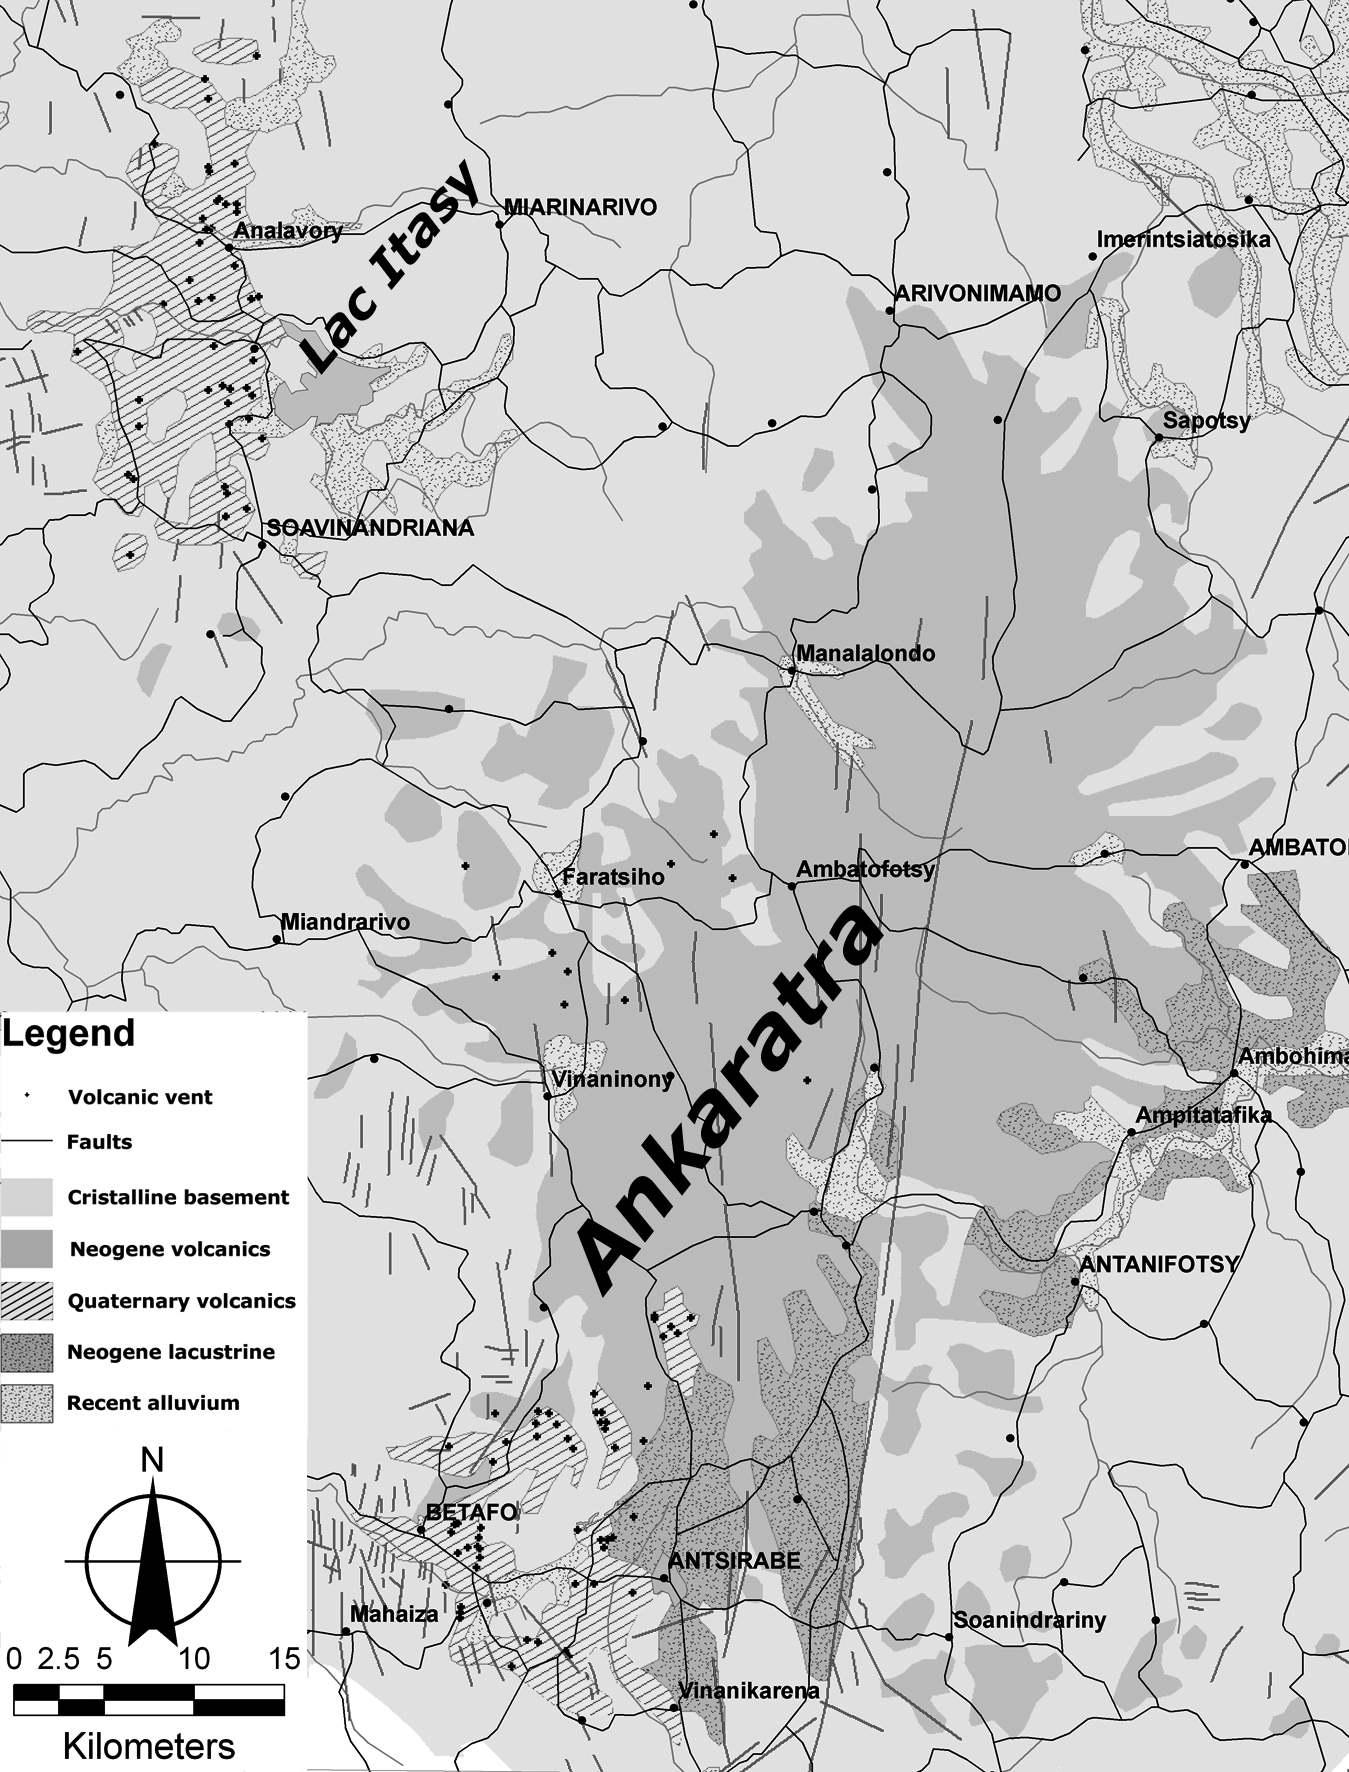 MIARINARIVO
Analavory
Lac Itasy
Imerintsiatosika
ARIVONIMAMO
Sapotsy
SOAVINANDRIANA
Manalalondo
AMBATO
Faratsiho
Ambatofotsy
Miandrarivo
Ankaratra
Ambohima
Vinaninony
Ampitatafika
ANTANIFOTSY
BETAFO
ANTSIRABE
Mahaiza
Soanindrariny
Vinanikarena
Legend
Volcanic vent
Faults
Cristalline basement
Neogene volcanics
Quaternary volcanics
Neogene lacustrine
Recent alluvium
N
0 2.5 5 10 15
Kilometers